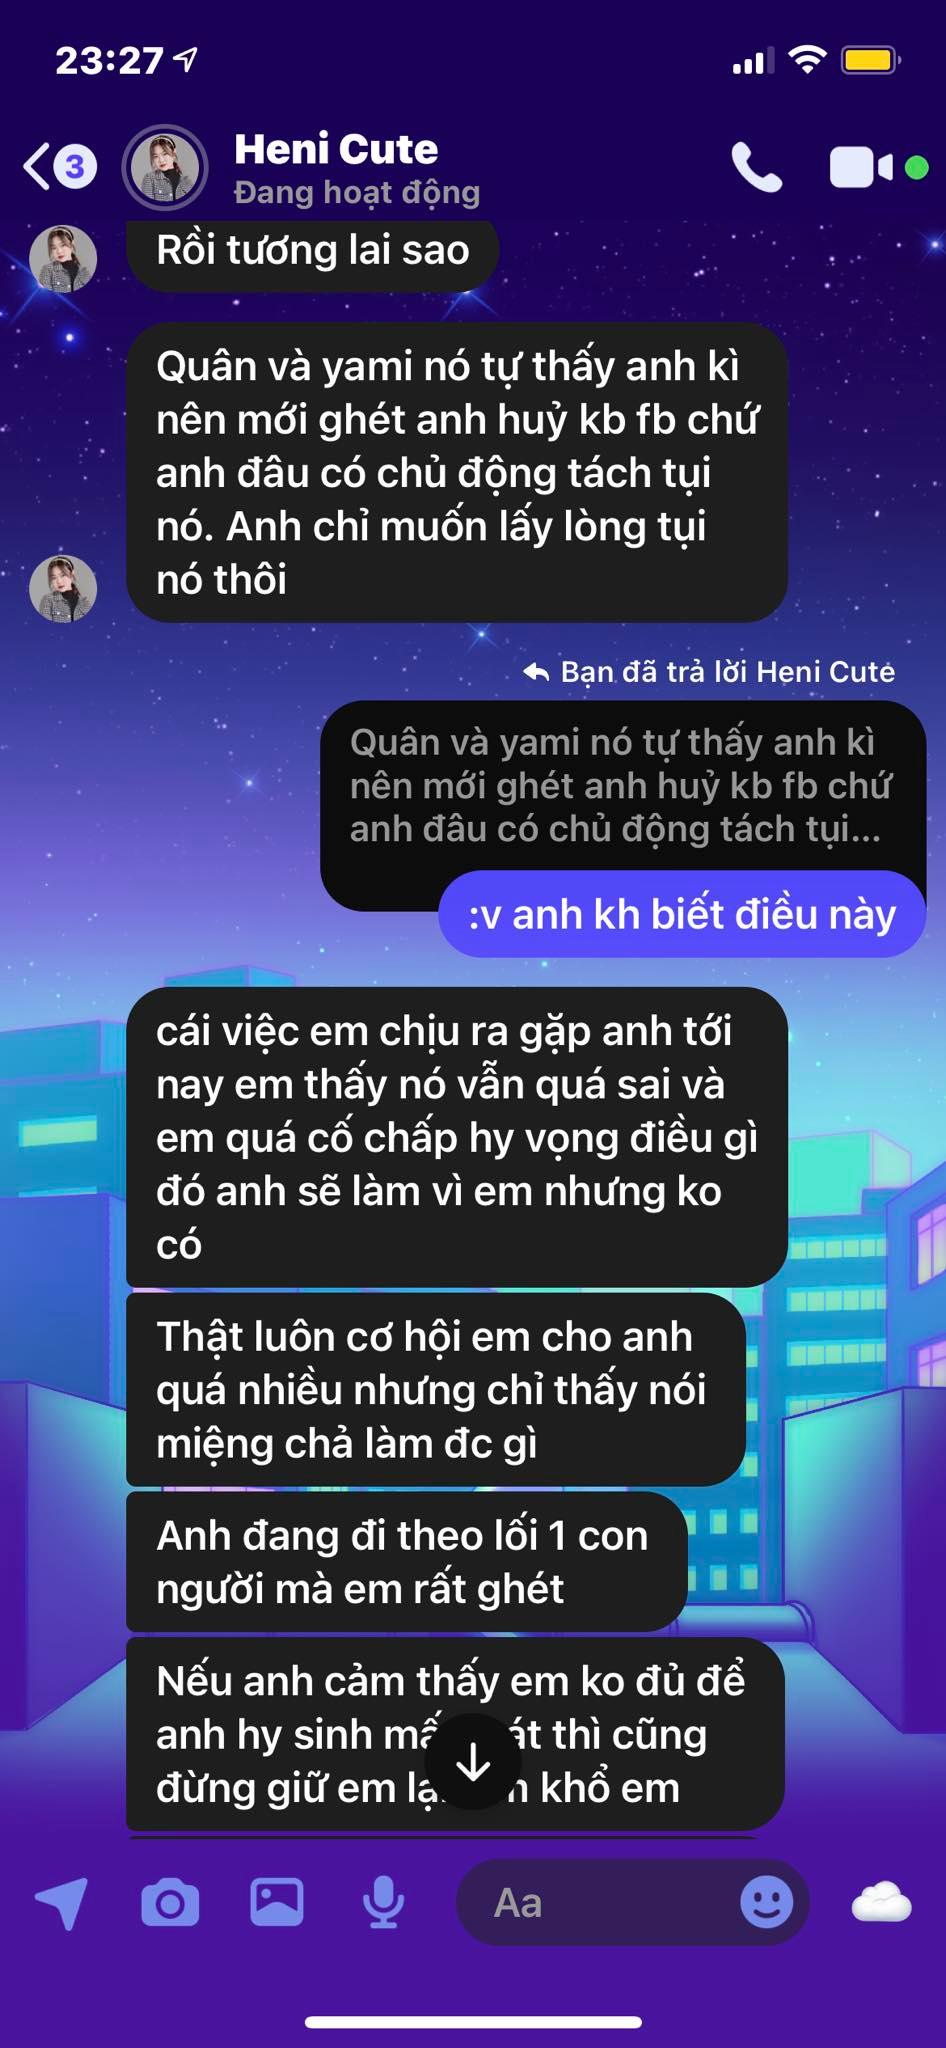 23:27
3
Heni Cute
Đang hoạt động
Rồi tương lai sao
Quân và yami nó tự thấy anh kì
nên mới ghét anh huỷ kb fb chứ
anh đâu có chủ động tách tụi
nó. Anh chỉ muốn lấy lòng tụi
nó thôi
Bạn đã trả lời Heni Cute
Quân và yami nó tự thấy anh kì
nên mới ghét anh huỷ kb fb chứ
anh đâu có chủ động tách tụi...
:v anh kh biết điều này
cái việc em chịu ra gặp anh tới
nay em thấy nó vẫn quá sai và
em quá cố chấp hy vọng điều gì
đó anh sẽ làm vì em nhưng ko
có
Thật luôn cơ hội em cho anh
quá nhiều nhưng chỉ thấy nói
miệng chả làm đc gì
Anh đang đi theo lối 1 con
người mà em rất ghét
Nếu anh cảm thấy em ko đủ để
anh hy sinh thì cũng
đừng giữ em khổ em
Aa